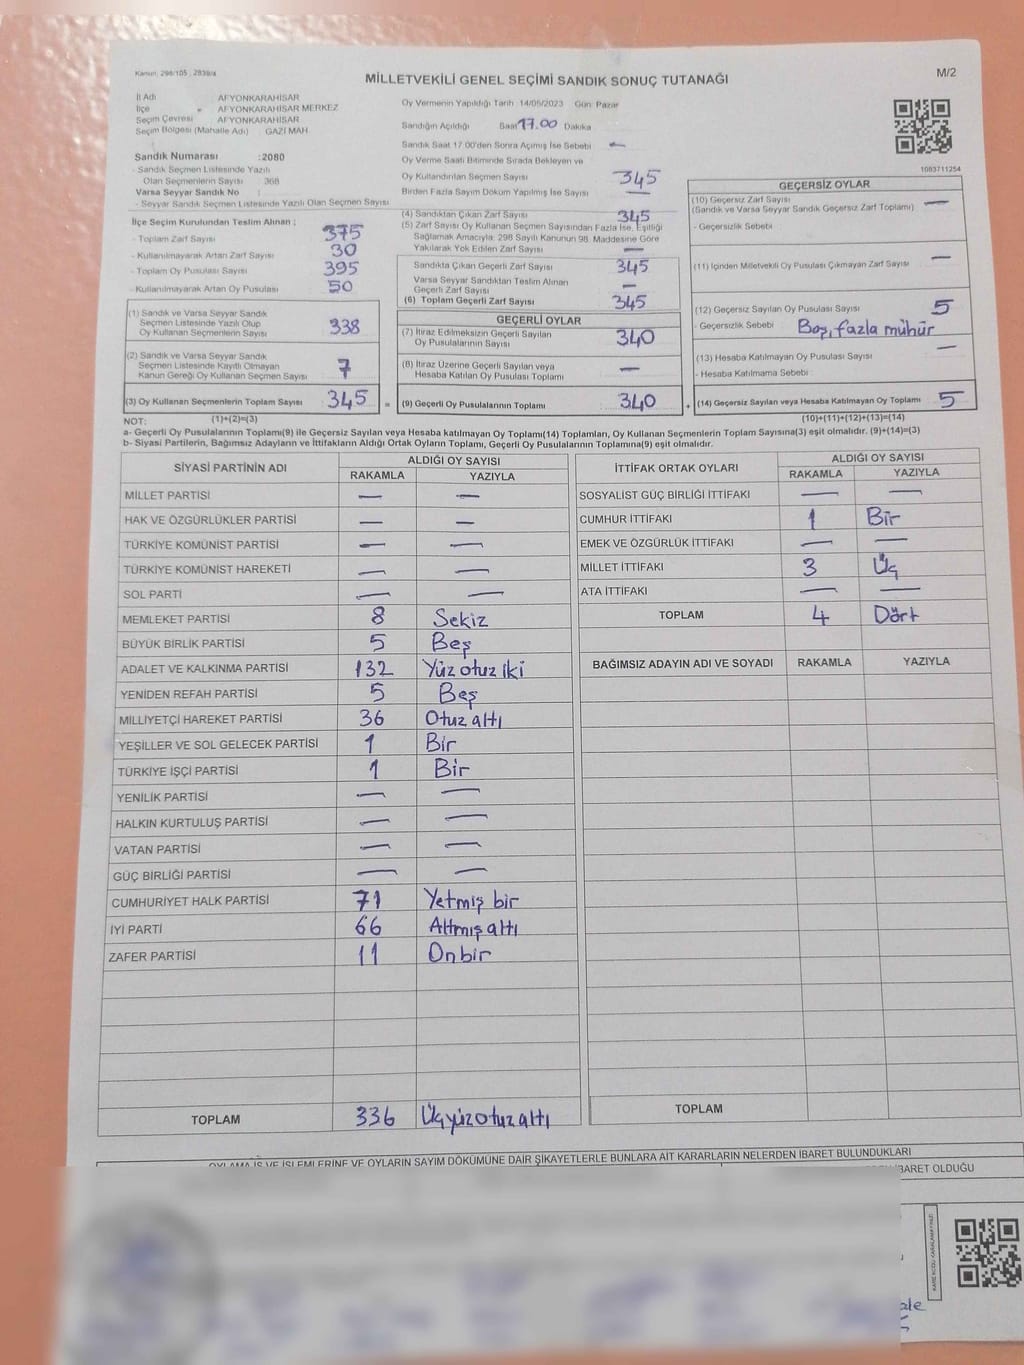 Kanun, 298/105 ; 2839/4
MİLLETVEKİLİ GENEL SEÇİMİ SANDIK SONUÇ TUTANAĞI
M/2
İl Adı AFYONKARAHİSAR
İlçe AFYONKARAHİSAR MERKEZ
Seçim Çevresi AFYONKARAHİSAR
Seçim Bölgesi (Mahalle Adı) GAZİ MAH
Sandık Numarası :2080
- Sandık Seçmen Listesinde Yazılı
Olan Seçmenlerin Sayısı : 368
Varsa Seyyar Sandık No :
- Seyyar Sandık Seçmen Listesinde Yazılı Olan Seçmen Sayısı
Oy Vermenin Yapıldığı Tarih :14/05/2023 Gün: Pazar
Sandığın Açıldığı Saat 17.00 Dakika
Sandık Saat 17.00'den Sonra Açımış İse Sebebi —
Oy Verme Saati Bitiminde Sırada Bekleyen ve
Oy Kullandırılan Seçmen Sayısı 345
Birden Fazla Sayım Döküm Yapılmış İse Sayısı —
1083711254
İlçe Seçim Kurulundan Teslim Alınan ;
- Toplam Zarf Sayısı 375
- Kullanılmayarak Artan Zarf Sayısı 30
- Toplam Oy Pusulası Sayısı 395
- Kullanılmayarak Artan Oy Pusulası 50
(1) Sandık ve Varsa Seyyar Sandık
Seçmen Listesinde Yazılı Olup
Oy Kullanan Seçmenlerin Sayısı 338
(2) Sandık ve Varsa Seyyar Sandık
Seçmen Listesinde Kayıtlı Olmayan
Kanun Gereği Oy Kullanan Seçmen Sayısı 7
(3) Oy Kullanan Seçmenlerin Toplam Sayısı 345 =
(4) Sandıktan Çıkan Zarf Sayısı 345
(5) Zarf Sayısı Oy Kullanan Seçmen Sayısından Fazla İse, Eşitliği
Sağlamak Amacıyla; 298 Sayılı Kanunun 98. Maddesine Göre
Yakılarak Yok Edilen Zarf Sayısı —
Sandıkta Çıkan Geçerli Zarf Sayısı 345
Varsa Seyyar Sandıktan Teslim Alınan
Geçerli Zarf Sayısı —
(6) Toplam Geçerli Zarf Sayısı 345
GEÇERLİ OYLAR
(7) İtiraz Edilmeksizin Geçerli Sayılan
Oy Pusulalarının Sayısı 340
(8) İtiraz Üzerine Geçerli Sayılan veya
Hesaba Katılan Oy Pusulası Toplamı —
(9) Geçerli Oy Pusulalarının Toplamı 340 +
GEÇERSİZ OYLAR
(10) Geçersiz Zarf Sayısı
(Sandık ve Varsa Seyyar Sandık Geçersiz Zarf Toplamı) —
- Geçersizlik Sebebi
(11) İçinden Milletvekili Oy Pusulası Çıkmayan Zarf Sayısı —
(12) Geçersiz Sayılan Oy Pusulası Sayısı 5
- Geçersizlik Sebebi Boş, fazla mühür
(13) Hesaba Katılmayan Oy Pusulası Sayısı —
- Hesaba Katılmama Sebebi
(14) Geçersiz Sayılan veya Hesaba Katılmayan Oy Toplamı 5
NOT: (1)+(2)=(3) (10)+(11)+(12)+(13)=(14)
a- Geçerli Oy Pusulalarının Toplamı(9) ile Geçersiz Sayılan veya Hesaba katılmayan Oy Toplamı(14) Toplamları, Oy Kullanan Seçmenlerin Toplam Sayısına(3) eşit olmalıdır. (9)+(14)=(3)
b- Siyasi Partilerin, Bağımsız Adayların ve İttifakların Aldığı Ortak Oyların Toplamı, Geçerli Oy Pusulalarının Toplamına(9) eşit olmalıdır.
SİYASİ PARTİNİN ADI ALDIĞI OY SAYISI
RAKAMLA YAZIYLA
MİLLET PARTİSİ — —
HAK VE ÖZGÜRLÜKLER PARTİSİ — —
TÜRKİYE KOMÜNİST PARTİSİ — —
TÜRKİYE KOMÜNİST HAREKETİ — —
SOL PARTİ — —
MEMLEKET PARTİSİ 8 Sekiz
BÜYÜK BİRLİK PARTİSİ 5 Beş
ADALET VE KALKINMA PARTİSİ 132 Yüz otuz iki
YENİDEN REFAH PARTİSİ 5 Beş
MİLLİYETÇİ HAREKET PARTİSİ 36 Otuz altı
YEŞİLLER VE SOL GELECEK PARTİSİ 1 Bir
TÜRKİYE İŞÇİ PARTİSİ 1 Bir
YENİLİK PARTİSİ — —
HALKIN KURTULUŞ PARTİSİ — —
VATAN PARTİSİ — —
GÜÇ BİRLİĞİ PARTİSİ — —
CUMHURİYET HALK PARTİSİ 71 Yetmiş bir
İYİ PARTİ 66 Altmış altı
ZAFER PARTİSİ 11 Onbir
TOPLAM 336 Üçyüzotuzaltı
İTTİFAK ORTAK OYLARI ALDIĞI OY SAYISI
RAKAMLA YAZIYLA
SOSYALİST GÜÇ BİRLİĞİ İTTİFAKI — —
CUMHUR İTTİFAKI 1 Bir
EMEK VE ÖZGÜRLÜK İTTİFAKI — —
MİLLET İTTİFAKI 3 Üç
ATA İTTİFAKI — —
TOPLAM 4 Dört
BAĞIMSIZ ADAYIN ADI VE SOYADI RAKAMLA YAZIYLA
TOPLAM
OYLAMA İŞ VE İŞLEMLERİNE VE OYLARIN SAYIM DÖKÜMÜNE DAİR ŞİKAYETLERLE BUNLARA AİT KARARLARIN NELERDEN İBARET BULUNDUKLARI
İBARET OLDUĞU